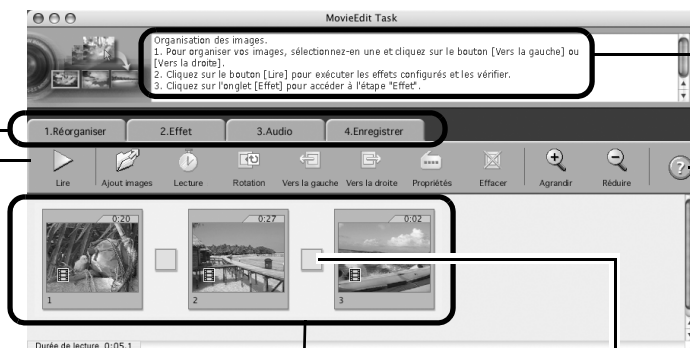 MovieEdit Task
Organisation des images.
1. Pour organiser vos images, sélectionnez-en une et cliquez sur le bouton [Vers la gauche] ou
[Vers la droite].
2. Cliquez sur le bouton [Lire] pour exécuter les effets configurés et les vérifier.
3. Cliquez sur l'onglet [Effet] pour accéder à l'étape "Effet".
1.Réorganiser 2.Effet 3.Audio 4.Enregistrer
Lire Ajout images Lecture Rotation Vers la gauche Vers la droite Propriétés Effacer Agrandir Réduire
0:20 0:27 0:02
1 2 3
Durée de lecture 0:05.1